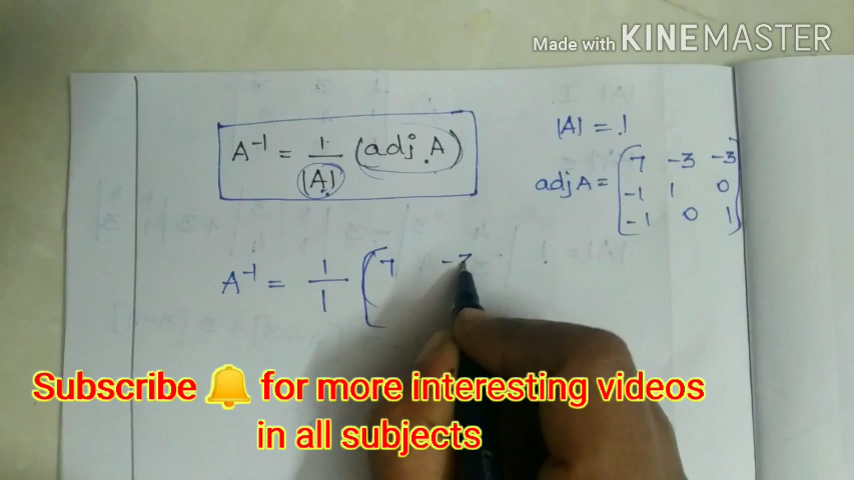 Made with KINEMASTER
A⁻¹ = 1/|A| (adj.A)
|A| = 1
adj A = [7 -3 -3
-1 1 0
-1 0 1]
A⁻¹ = 1/1 [7 -3
Subscribe 🔔 for more interesting videos
in all subjects